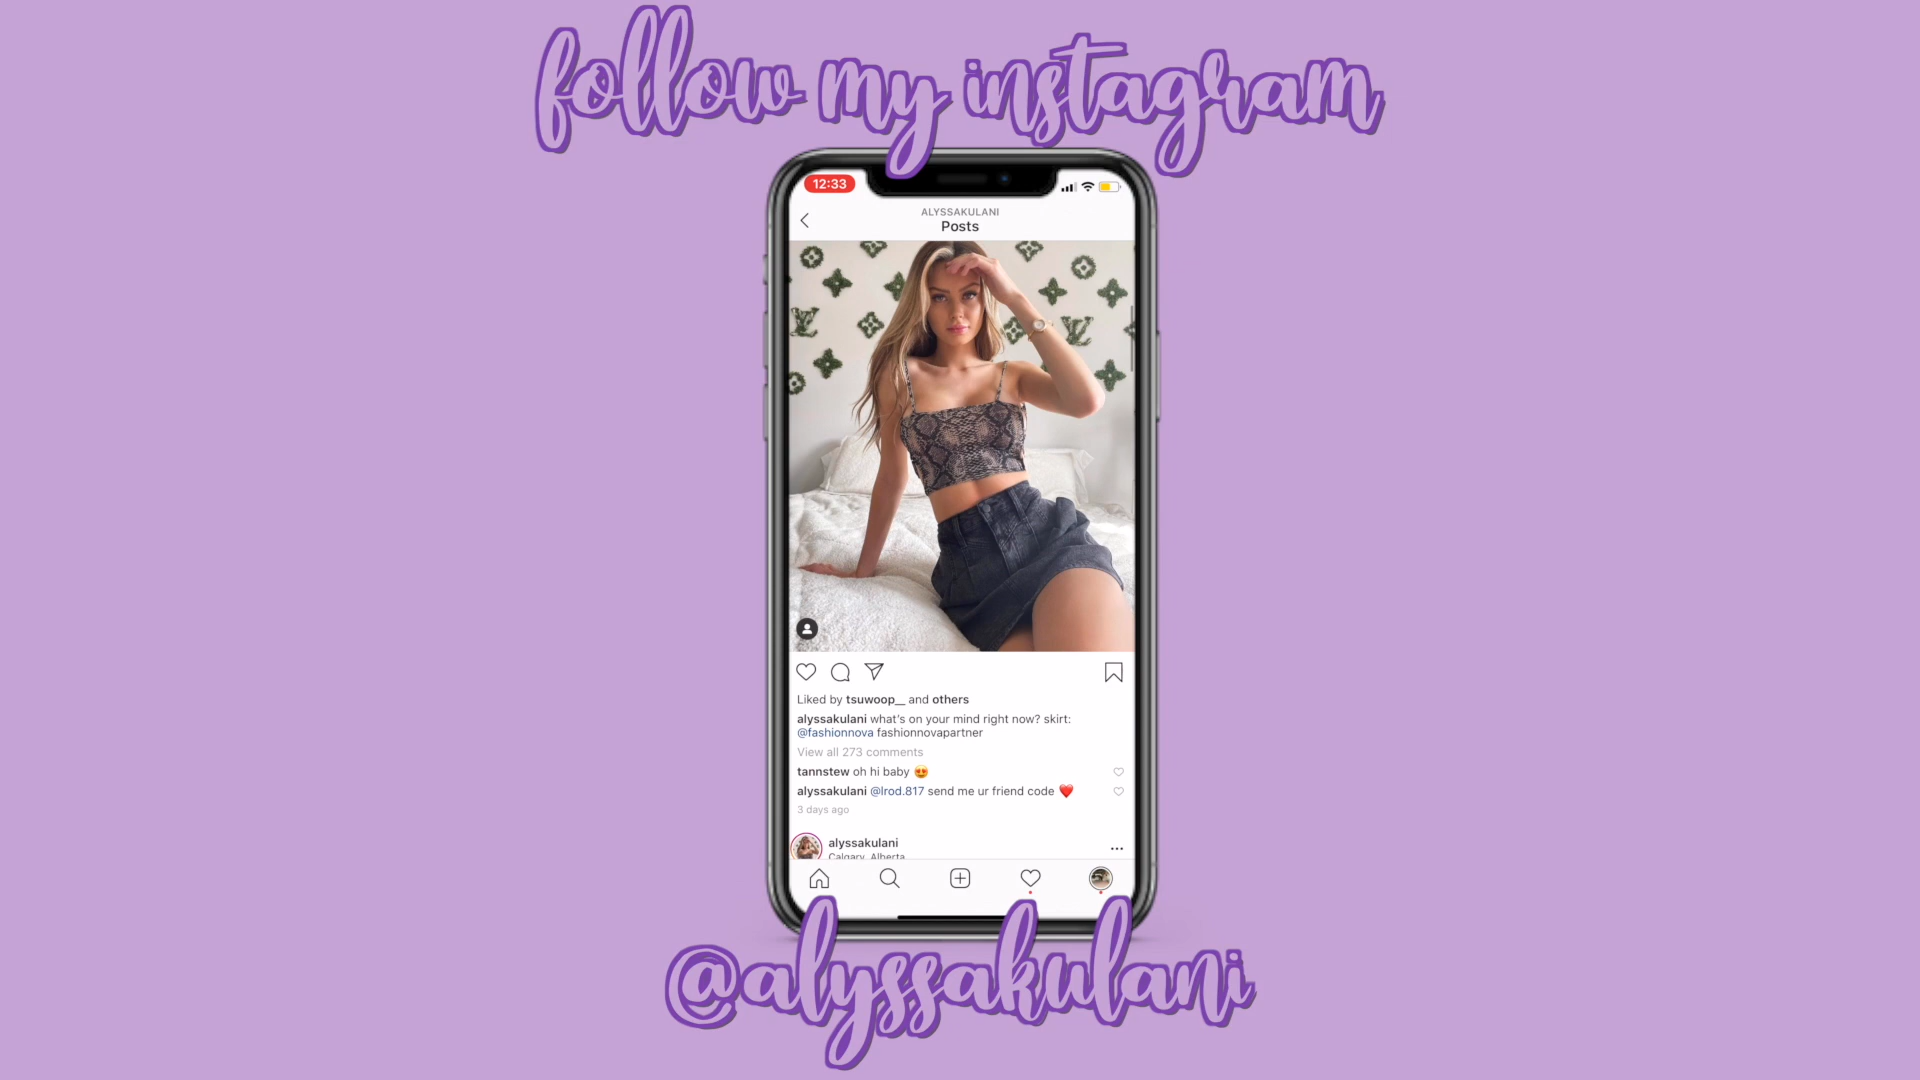 follow my instagram
12:33
ALYSSAKULANI
Posts
LV
Liked by tsuwoop__ and others
alyssakulani what's on your mind right now? skirt:
@fashionnova fashionnovapartner
View all 273 comments
tannstew oh hi baby 😍
alyssakulani @lrod.817 send me ur friend code ❤️
3 days ago
alyssakulani
Calgary, Alberta
@alyssakulani